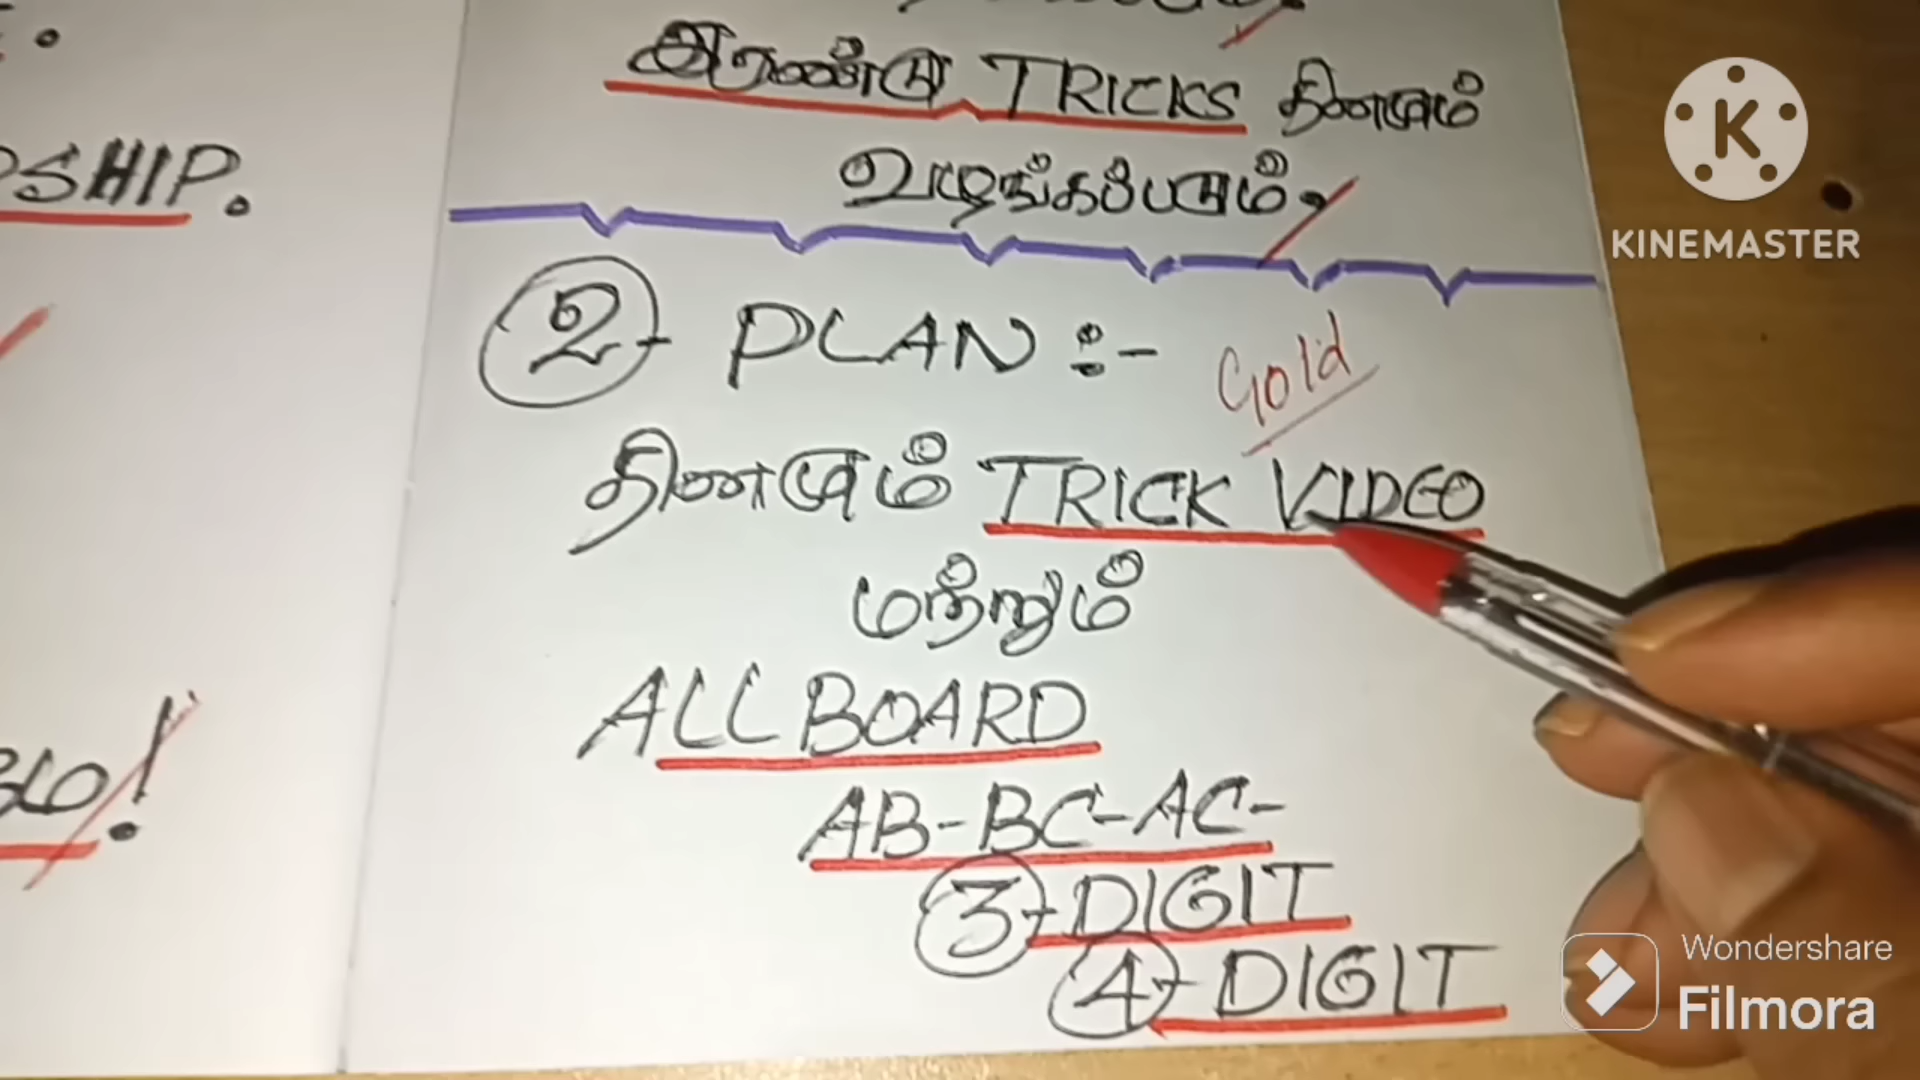 இரண்டு TRICKS தினமும்
வழங்கப்படும்.
2 PLAN :-
Gold
தினமும் TRICK VIDEO
மற்றும்
ALL BOARD
AB-BC-AC-
3 DIGIT
4 DIGIT
SHIP.
KINEMASTER
Wondershare
Filmora